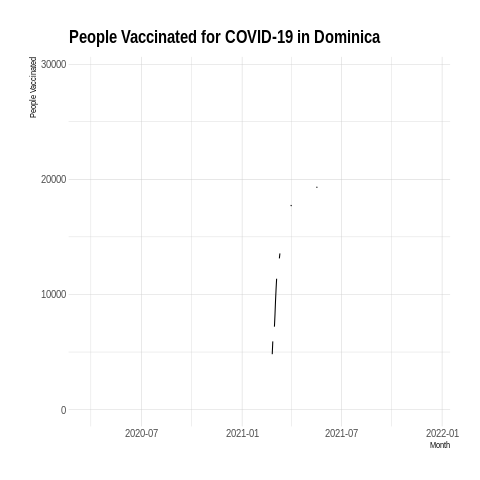 People Vaccinated for COVID-19 in Dominica
People Vaccinated
30000
20000
10000
0
2020-07 2021-01 2021-07 2022-01
Month